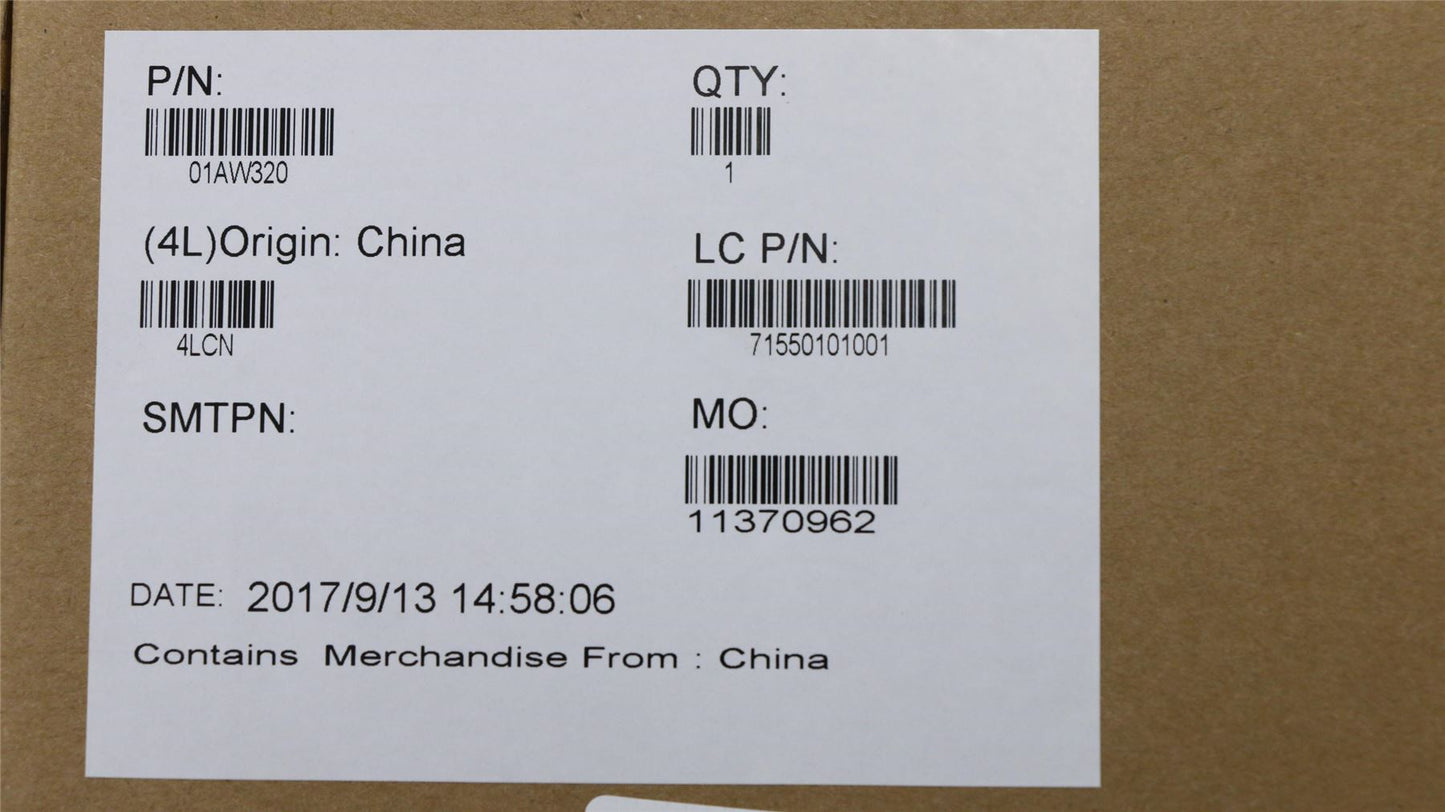 P/N:
QTY:
01AW320
1
(4L)Origin: China
LC P/N:
4LCN
71550101001
SMTPN:
MO:
11370962
DATE: 2017/9/13 14:58:06
Contains Merchandise From : China